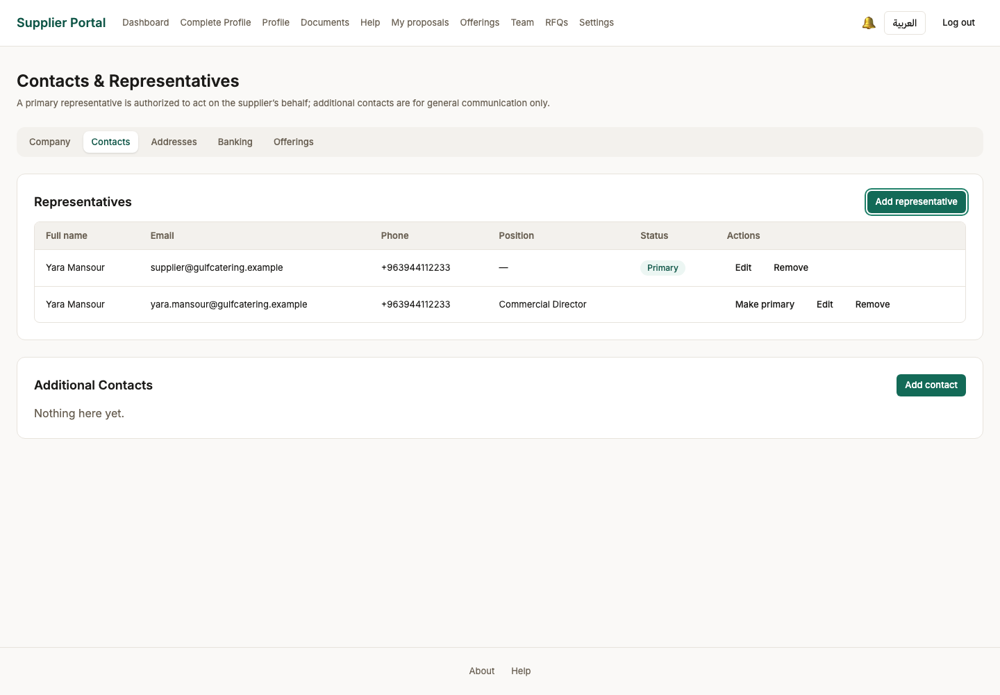 Supplier Portal Dashboard Complete Profile Profile Documents Help My proposals Offerings Team RFQs Settings العربية Log out
Contacts & Representatives
A primary representative is authorized to act on the supplier’s behalf; additional contacts are for general communication only.
Company Contacts Addresses Banking Offerings
Representatives Add representative
Full name Email Phone Position Status Actions
Yara Mansour supplier@gulfcatering.example +963944112233 — Primary Edit Remove
Yara Mansour yara.mansour@gulfcatering.example +963944112233 Commercial Director Make primary Edit Remove
Additional Contacts Add contact
Nothing here yet.
About Help